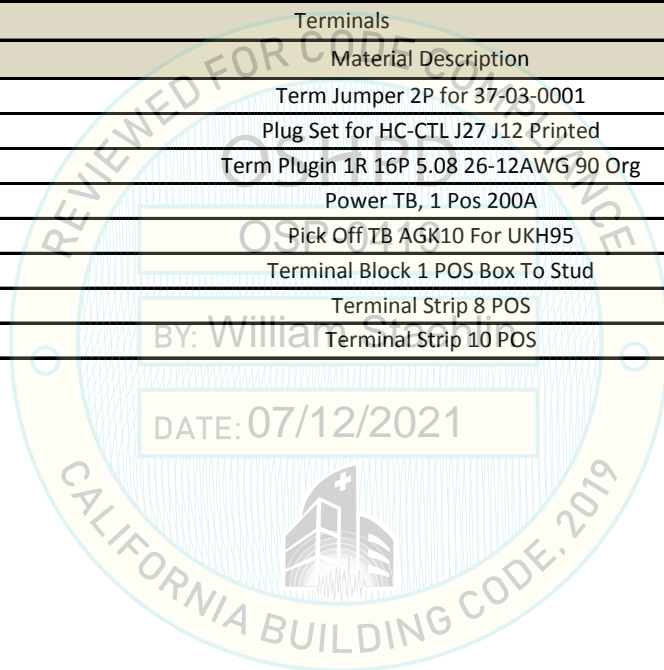 Terminals
Material Description
Term Jumper 2P for 37-03-0001
Plug Set for HC-CTL J27 J12 Printed
Term Plugin 1R 16P 5.08 26-12AWG 90 Org
Power TB, 1 Pos 200A
Pick Off TB AGK10 For UKH95
Terminal Block 1 POS Box To Stud
Terminal Strip 8 POS
Terminal Strip 10 POS
REVIEWED FOR CODE COMPLIANCE
OSHPD
BY: William Staehlin
DATE: 07/12/2021
CALIFORNIA BUILDING CODE, 2019